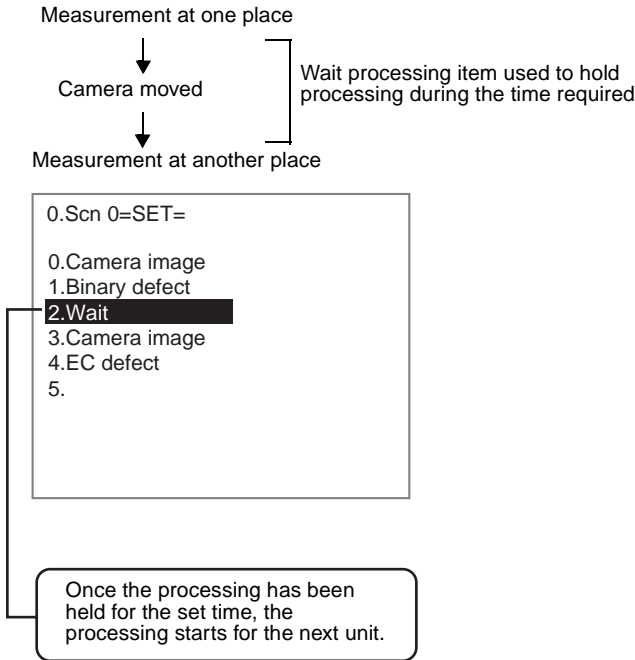 Measurement at one place
Camera moved
Wait processing item used to hold
processing during the time required
Measurement at another place
0.Scn 0=SET=
0.Camera image
1.Binary defect
2.Wait
3.Camera image
4.EC defect
5.
Once the processing has been
held for the set time, the
processing starts for the next unit.